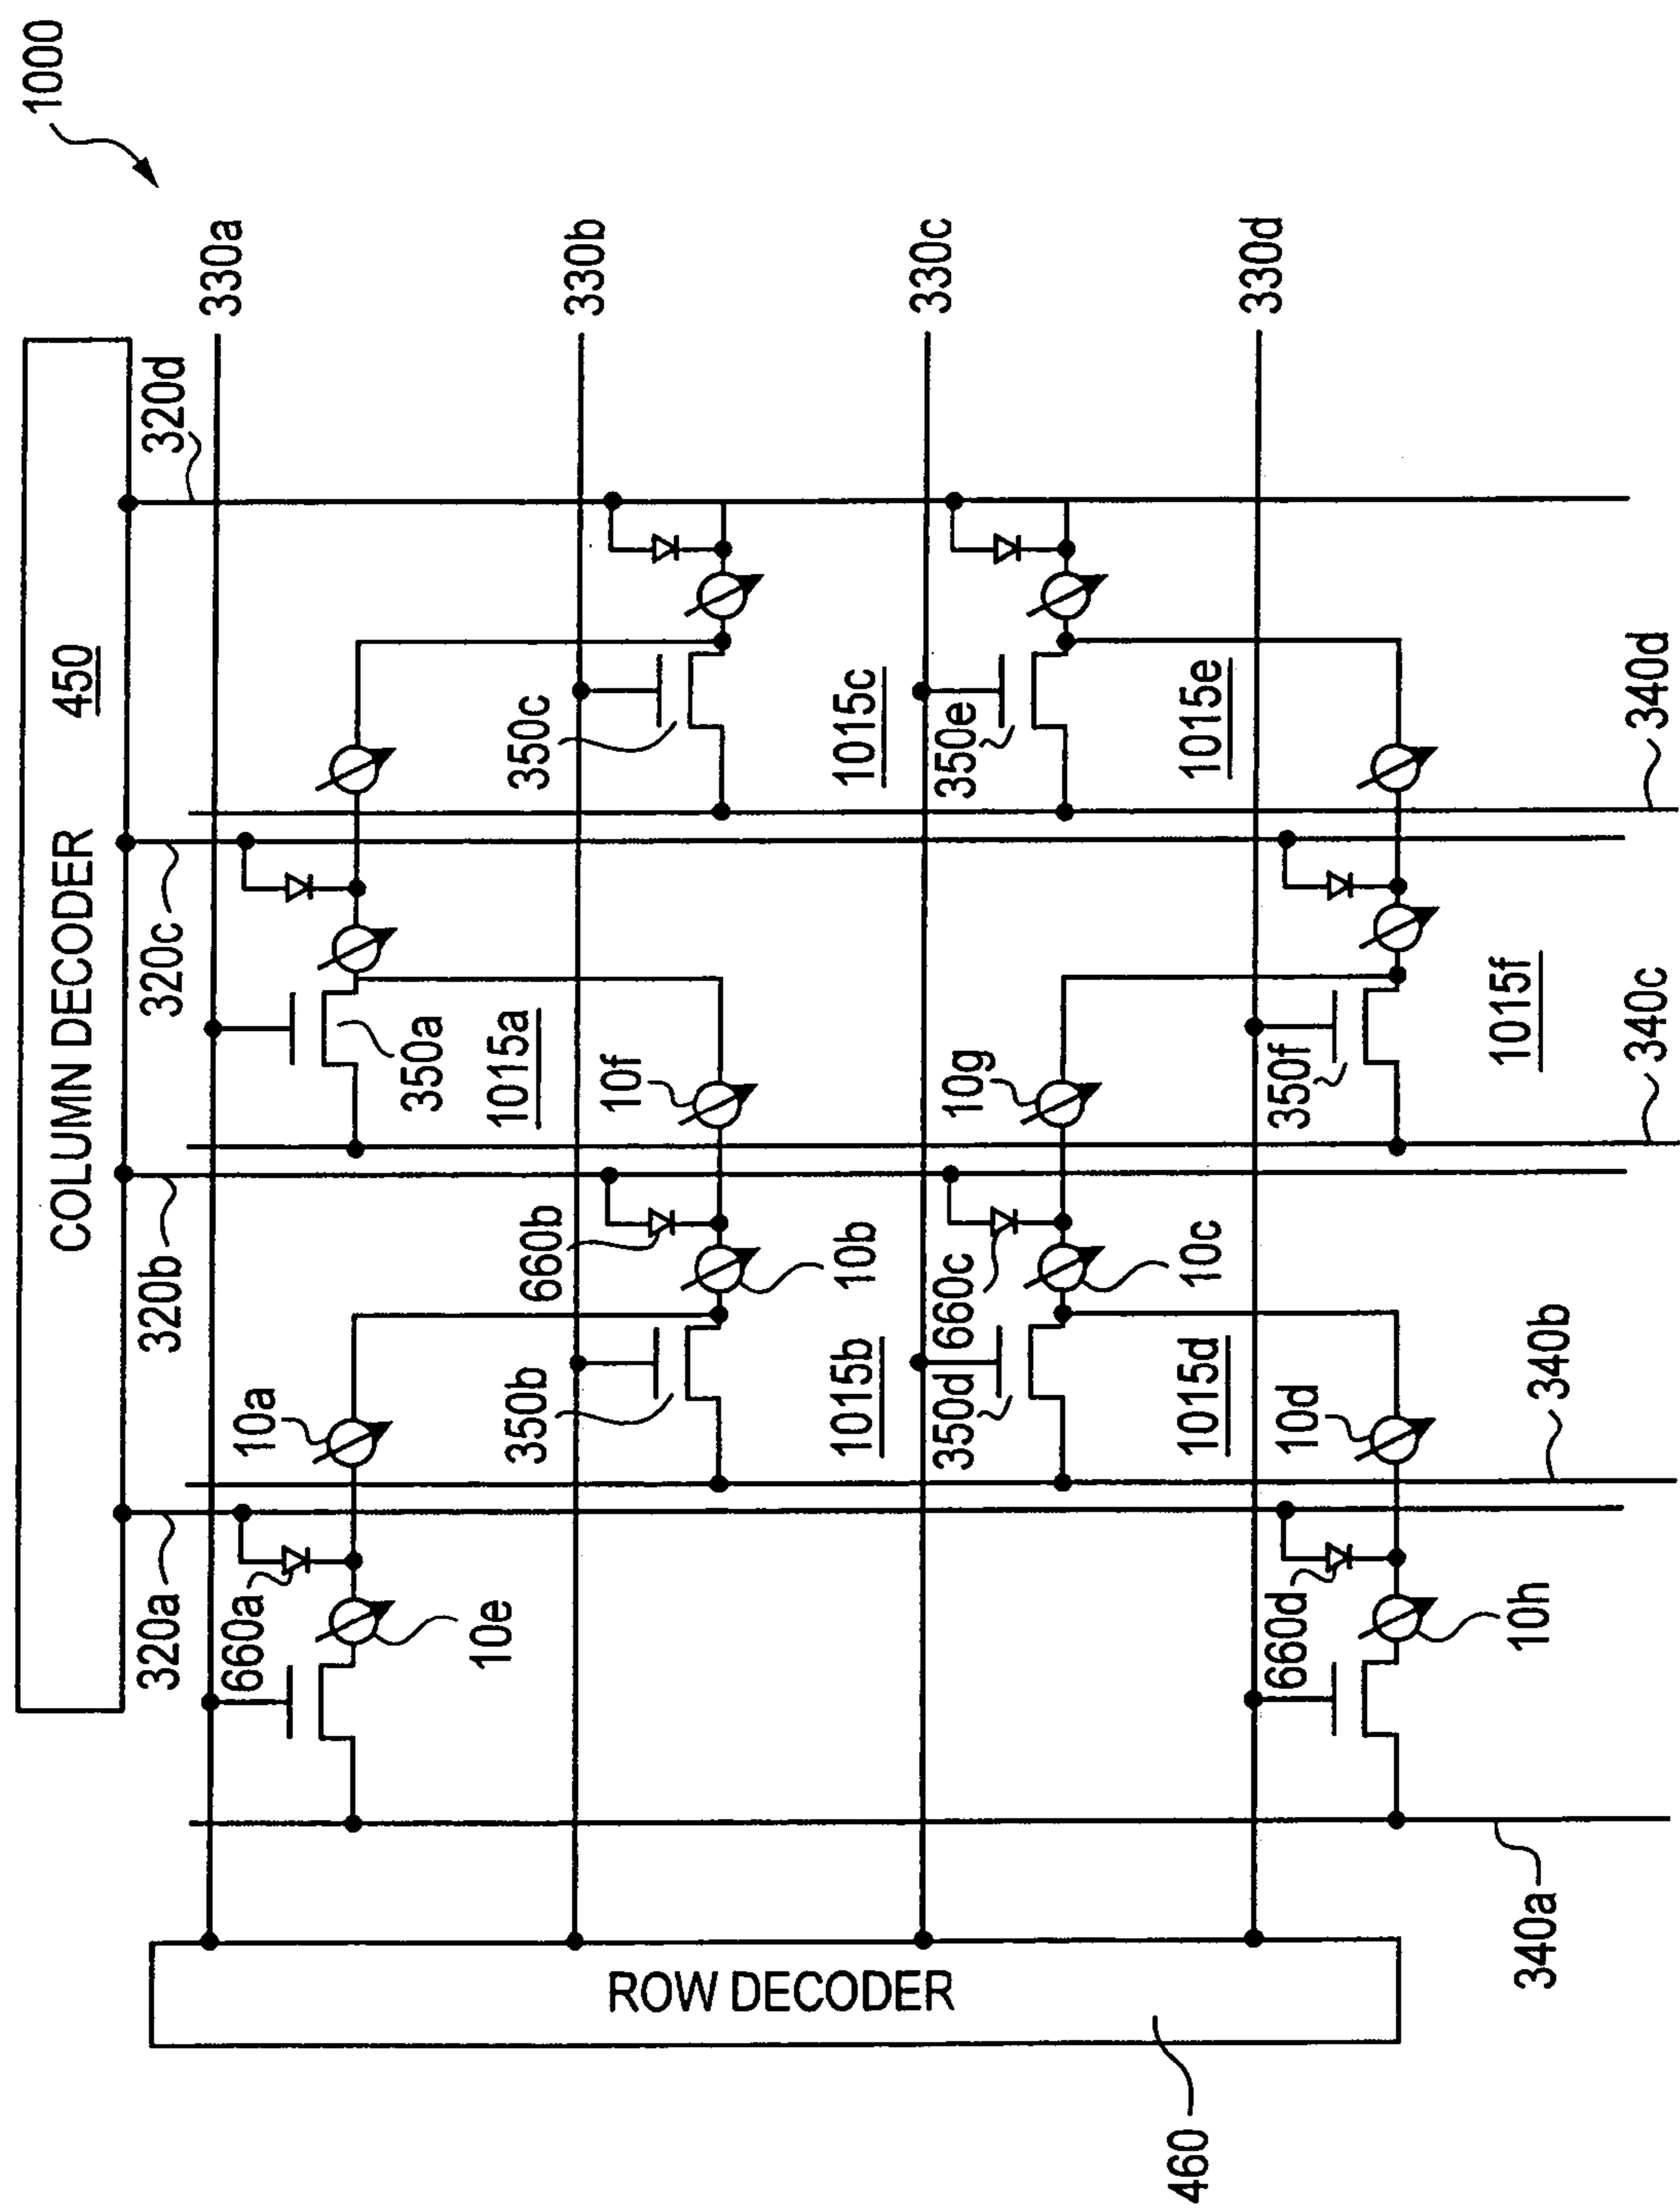 1000
COLUMN DECODER
450
320a
320b
320c
320d
330a
660a
10e
10a
350a
1015a
330b
350b
1015b
660b
10b
10f
350c
1015c
330c
350d
660c
1015d
10c
10g
350e
1015e
330d
660d
10h
10d
350f
1015f
340a
340b
340c
340d
ROW DECODER
460